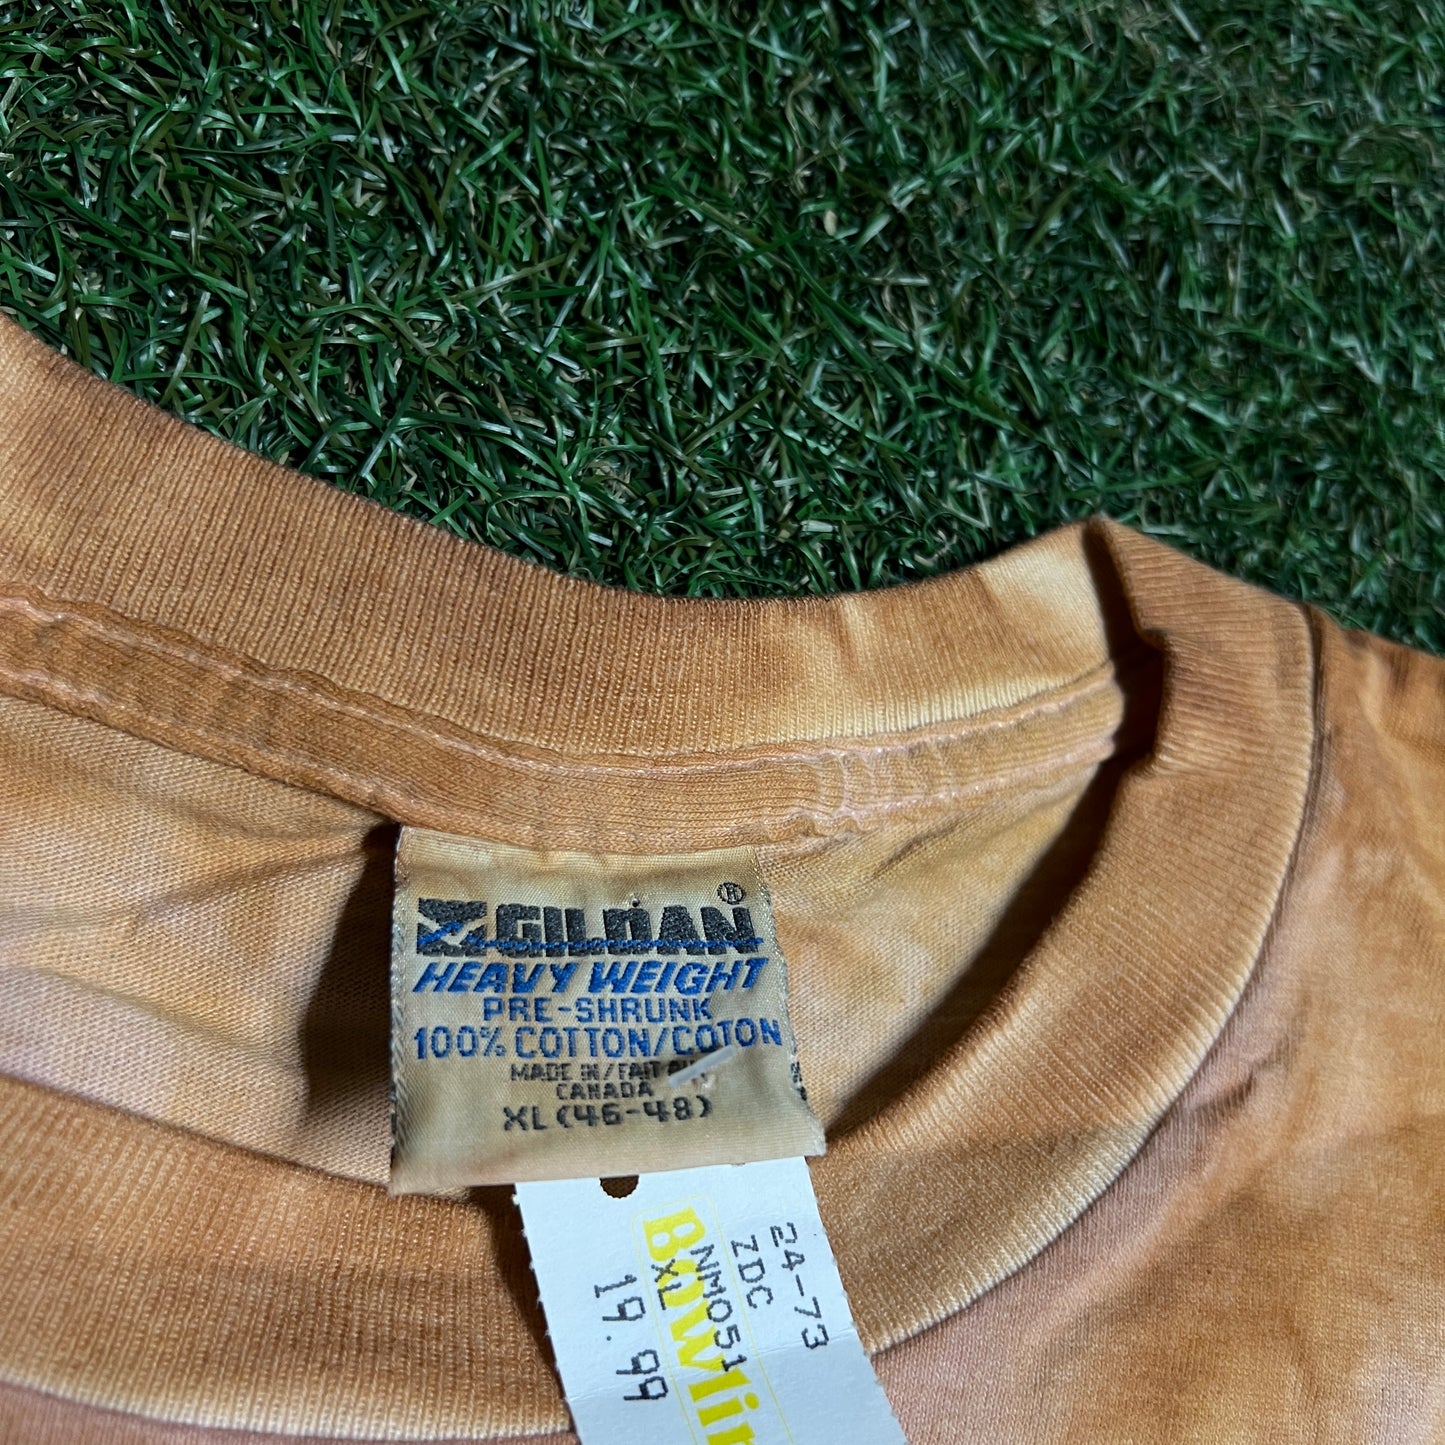 GILDAN®
HEAVY WEIGHT
PRE-SHRUNK
100% COTTON/COTON
MADE IN/FAIT AU
CANADA
XL (46-48)
24-73
ZDC
NM051
XL
19.99
Bowlin